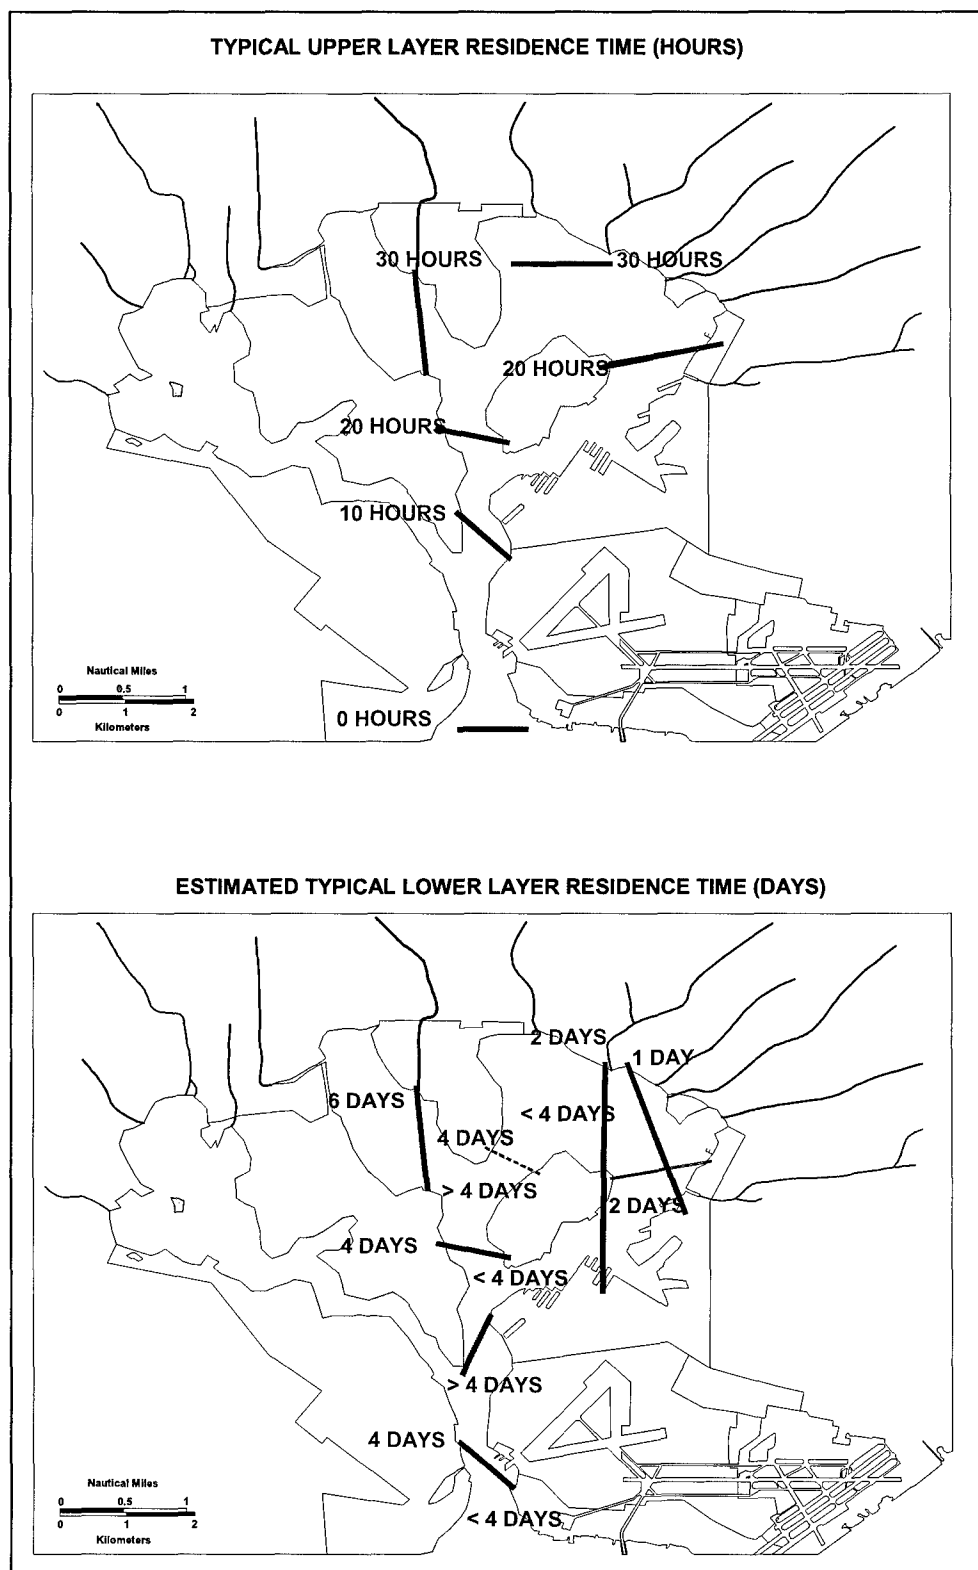 TYPICAL UPPER LAYER RESIDENCE TIME (HOURS)
30 HOURS
30 HOURS
20 HOURS
20 HOURS
10 HOURS
Nautical Miles
0 0.5 1
0 1 2
Kilometers
0 HOURS
ESTIMATED TYPICAL LOWER LAYER RESIDENCE TIME (DAYS)
2 DAYS
1 DAY
6 DAYS
< 4 DAYS
4 DAYS
> 4 DAYS
2 DAYS
4 DAYS
< 4 DAYS
> 4 DAYS
4 DAYS
Nautical Miles
0 0.5 1
0 1 2
Kilometers
< 4 DAYS